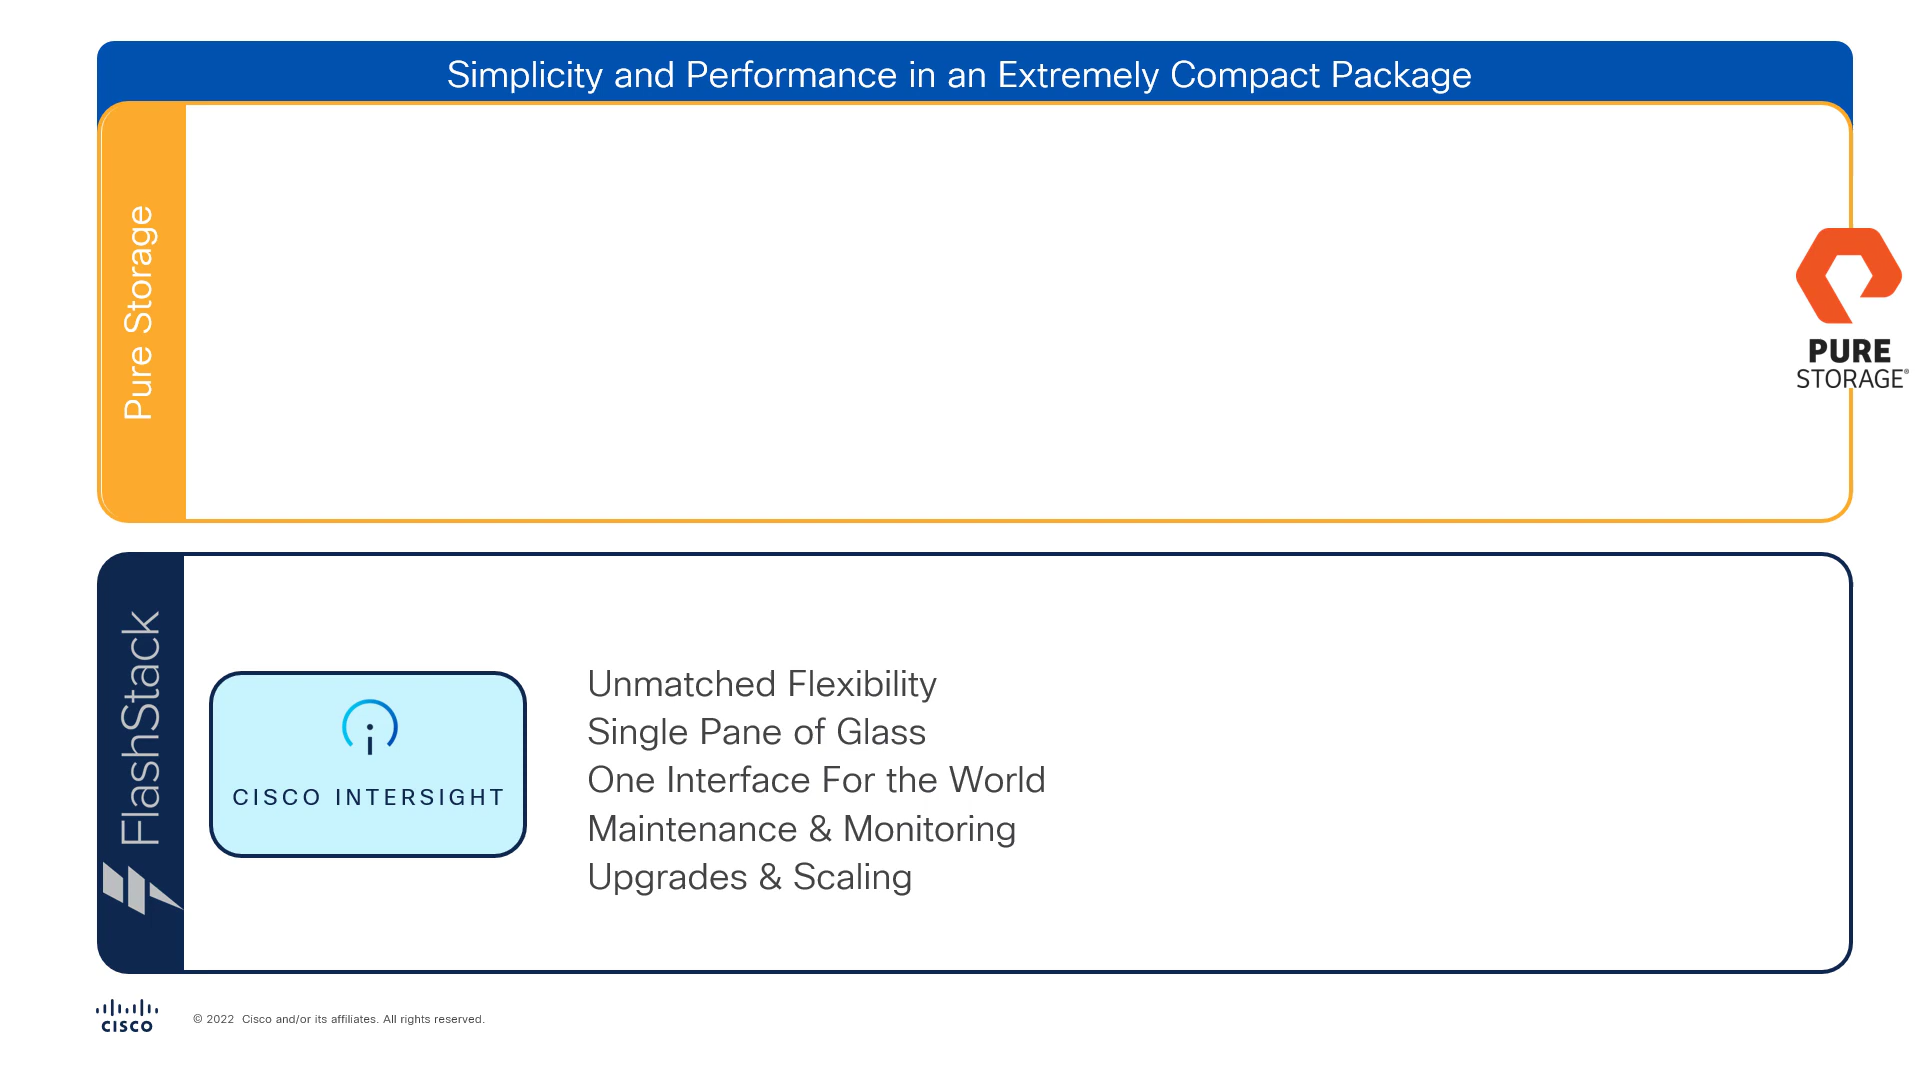 Simplicity and Performance in an Extremely Compact Package
Pure Storage
PURE
STORAGE®
FlashStack
CISCO INTERSIGHT
Unmatched Flexibility
Single Pane of Glass
One Interface For the World
Maintenance & Monitoring
Upgrades & Scaling
CISCO
© 2022 Cisco and/or its affiliates. All rights reserved.